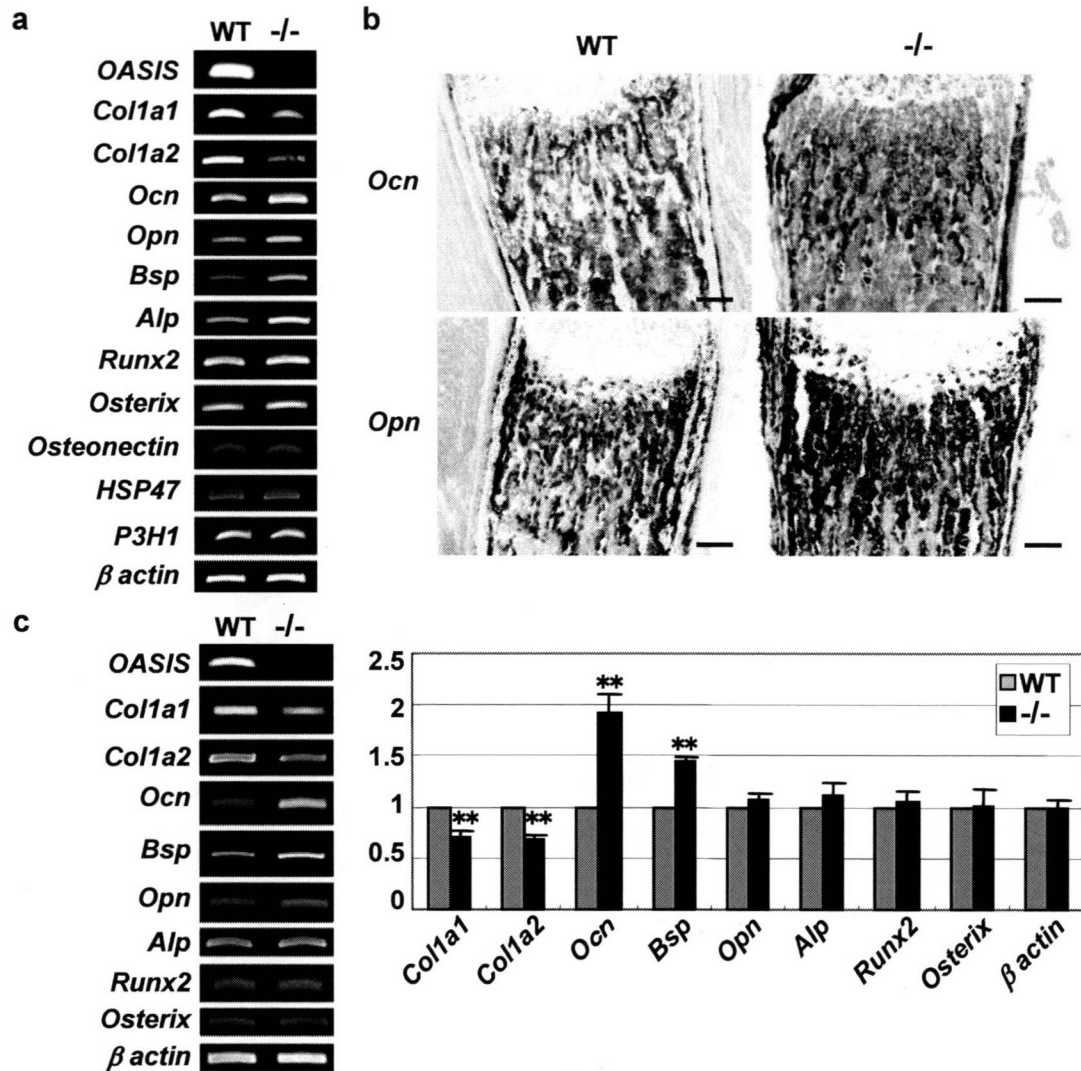 a
WT -/-
OASIS
Col1a1
Col1a2
Ocn
Opn
Bsp
Alp
Runx2
Osterix
Osteonectin
HSP47
P3H1
β actin
b
WT -/-
Ocn
Opn
c
WT -/-
OASIS
Col1a1
Col1a2
Ocn
Bsp
Opn
Alp
Runx2
Osterix
β actin
2.5
2
1.5
1
0.5
0
** ** ** **
WT
-/-
Col1a1 Col1a2 Ocn Bsp Opn Alp Runx2 Osterix β actin